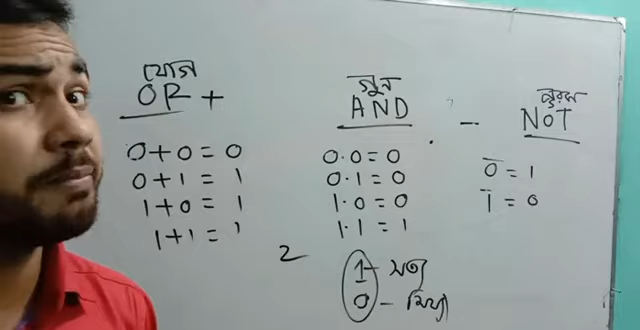 যোগ
OR +
0+0=0
0+1=1
1+0=1
1+1=1
গুন
AND
.
0·0=0
0·1=0
1·0=0
1·1=1
2
1 – সত্য
0 – মিথ্যা
– পূরক
NOT
0̅ = 1
1̅ = 0